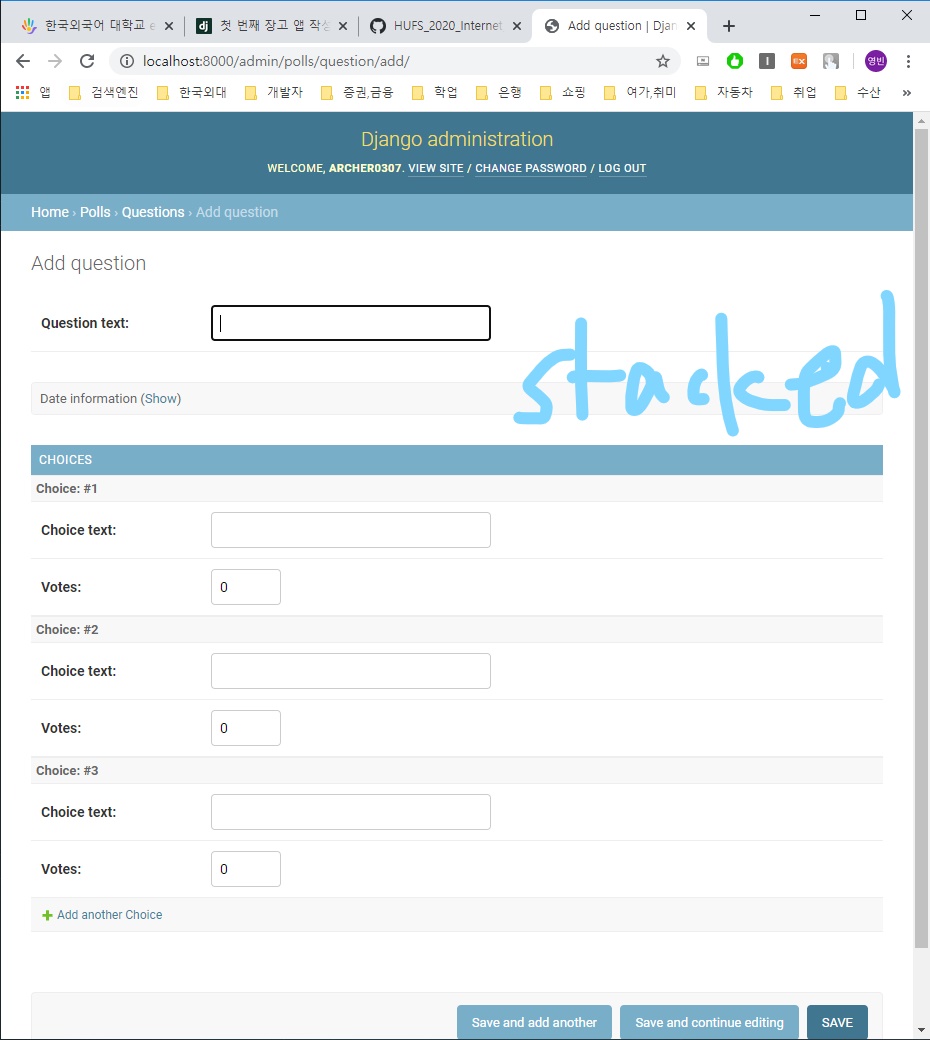 한국외국어 대학교 e
첫 번째 장고 앱 작성
HUFS_2020_Internet
Add question | Djan
localhost:8000/admin/polls/question/add/
영빈
앱 검색엔진 한국외대 개발자 증권,금융 학업 은행 쇼핑 여가,취미 자동차 취업 수산 »
Django administration
WELCOME, ARCHER0307. VIEW SITE / CHANGE PASSWORD / LOG OUT
Home › Polls › Questions › Add question
Add question
Question text:
stacked
Date information (Show)
CHOICES
Choice: #1
Choice text:
Votes: 0
Choice: #2
Choice text:
Votes: 0
Choice: #3
Choice text:
Votes: 0
Add another Choice
Save and add another Save and continue editing SAVE